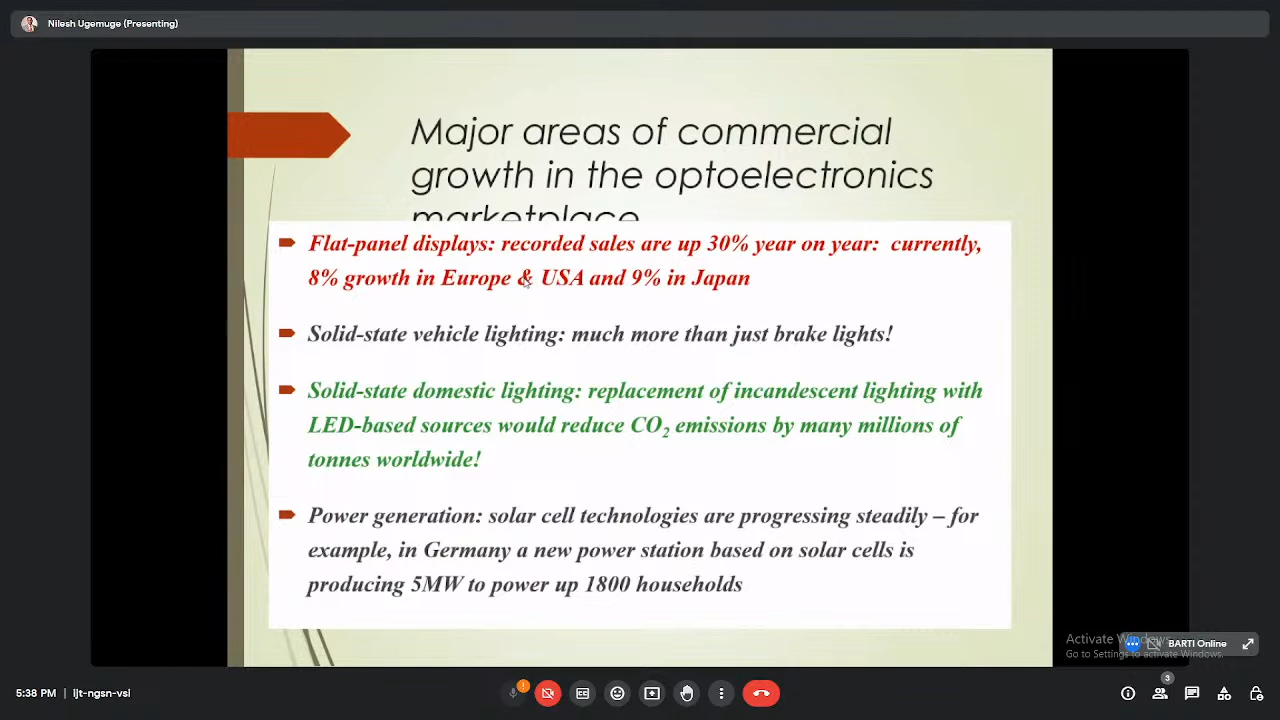 Nilesh Ugemuge (Presenting)
Major areas of commercial
growth in the optoelectronics
marketplace
Flat-panel displays: recorded sales are up 30% year on year: currently,
8% growth in Europe & USA and 9% in Japan
Solid-state vehicle lighting: much more than just brake lights!
Solid-state domestic lighting: replacement of incandescent lighting with
LED-based sources would reduce CO₂ emissions by many millions of
tonnes worldwide!
Power generation: solar cell technologies are progressing steadily – for
example, in Germany a new power station based on solar cells is
producing 5MW to power up 1800 households
Activate Windows
Go to Settings to activate Windows.
BARTI Online
3
5:38 PM | ljt-ngsn-vsi